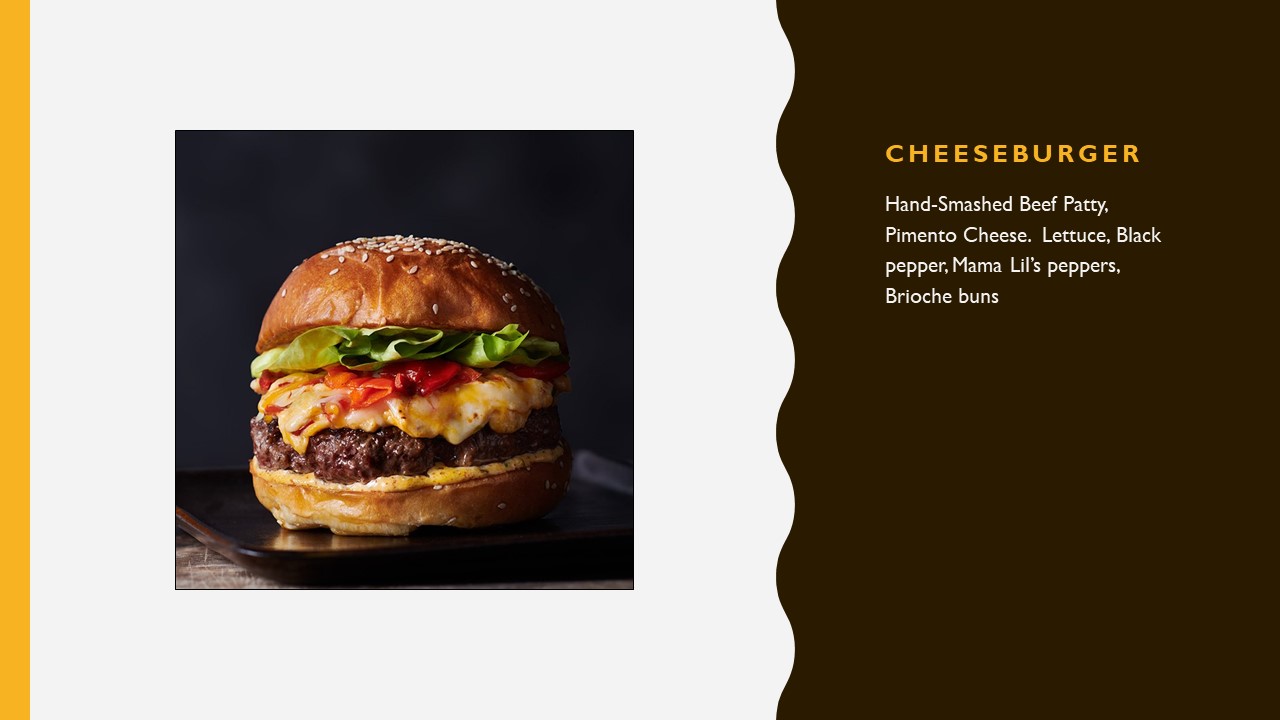 CHEESEBURGER
Hand-Smashed Beef Patty,
Pimento Cheese.  Lettuce, Black
pepper, Mama Lil’s peppers,
Brioche buns